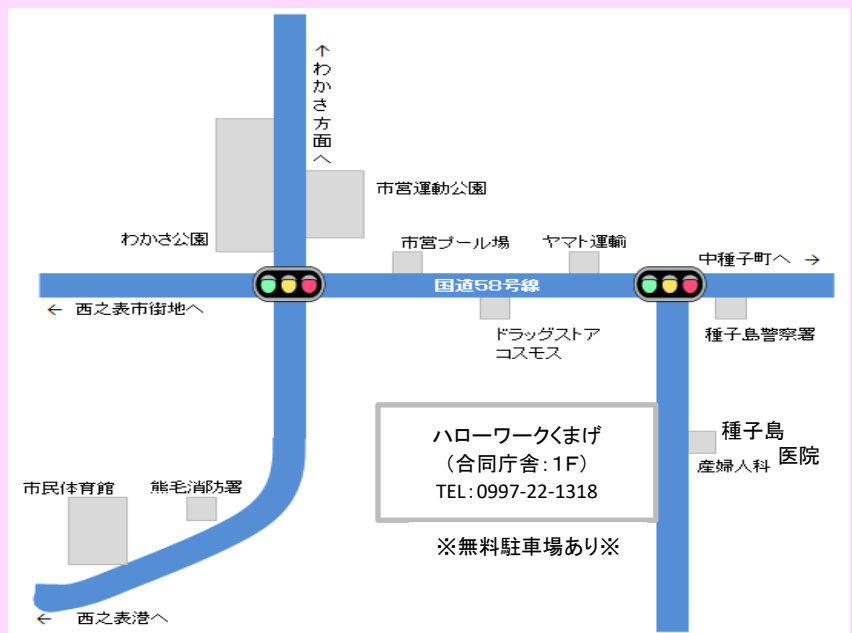 ↑わかさ方面へ
市営運動公園
わかさ公園
市営プール場
ヤマト運輸
中種子町へ →
国道58号線
← 西之表市街地へ
ドラッグストア
コスモス
種子島警察署
ハローワークくまげ
（合同庁舎：１Ｆ）
TEL：0997-22-1318
※無料駐車場あり※
種子島
産婦人科 医院
市民体育館
熊毛消防署
← 西之表港へ